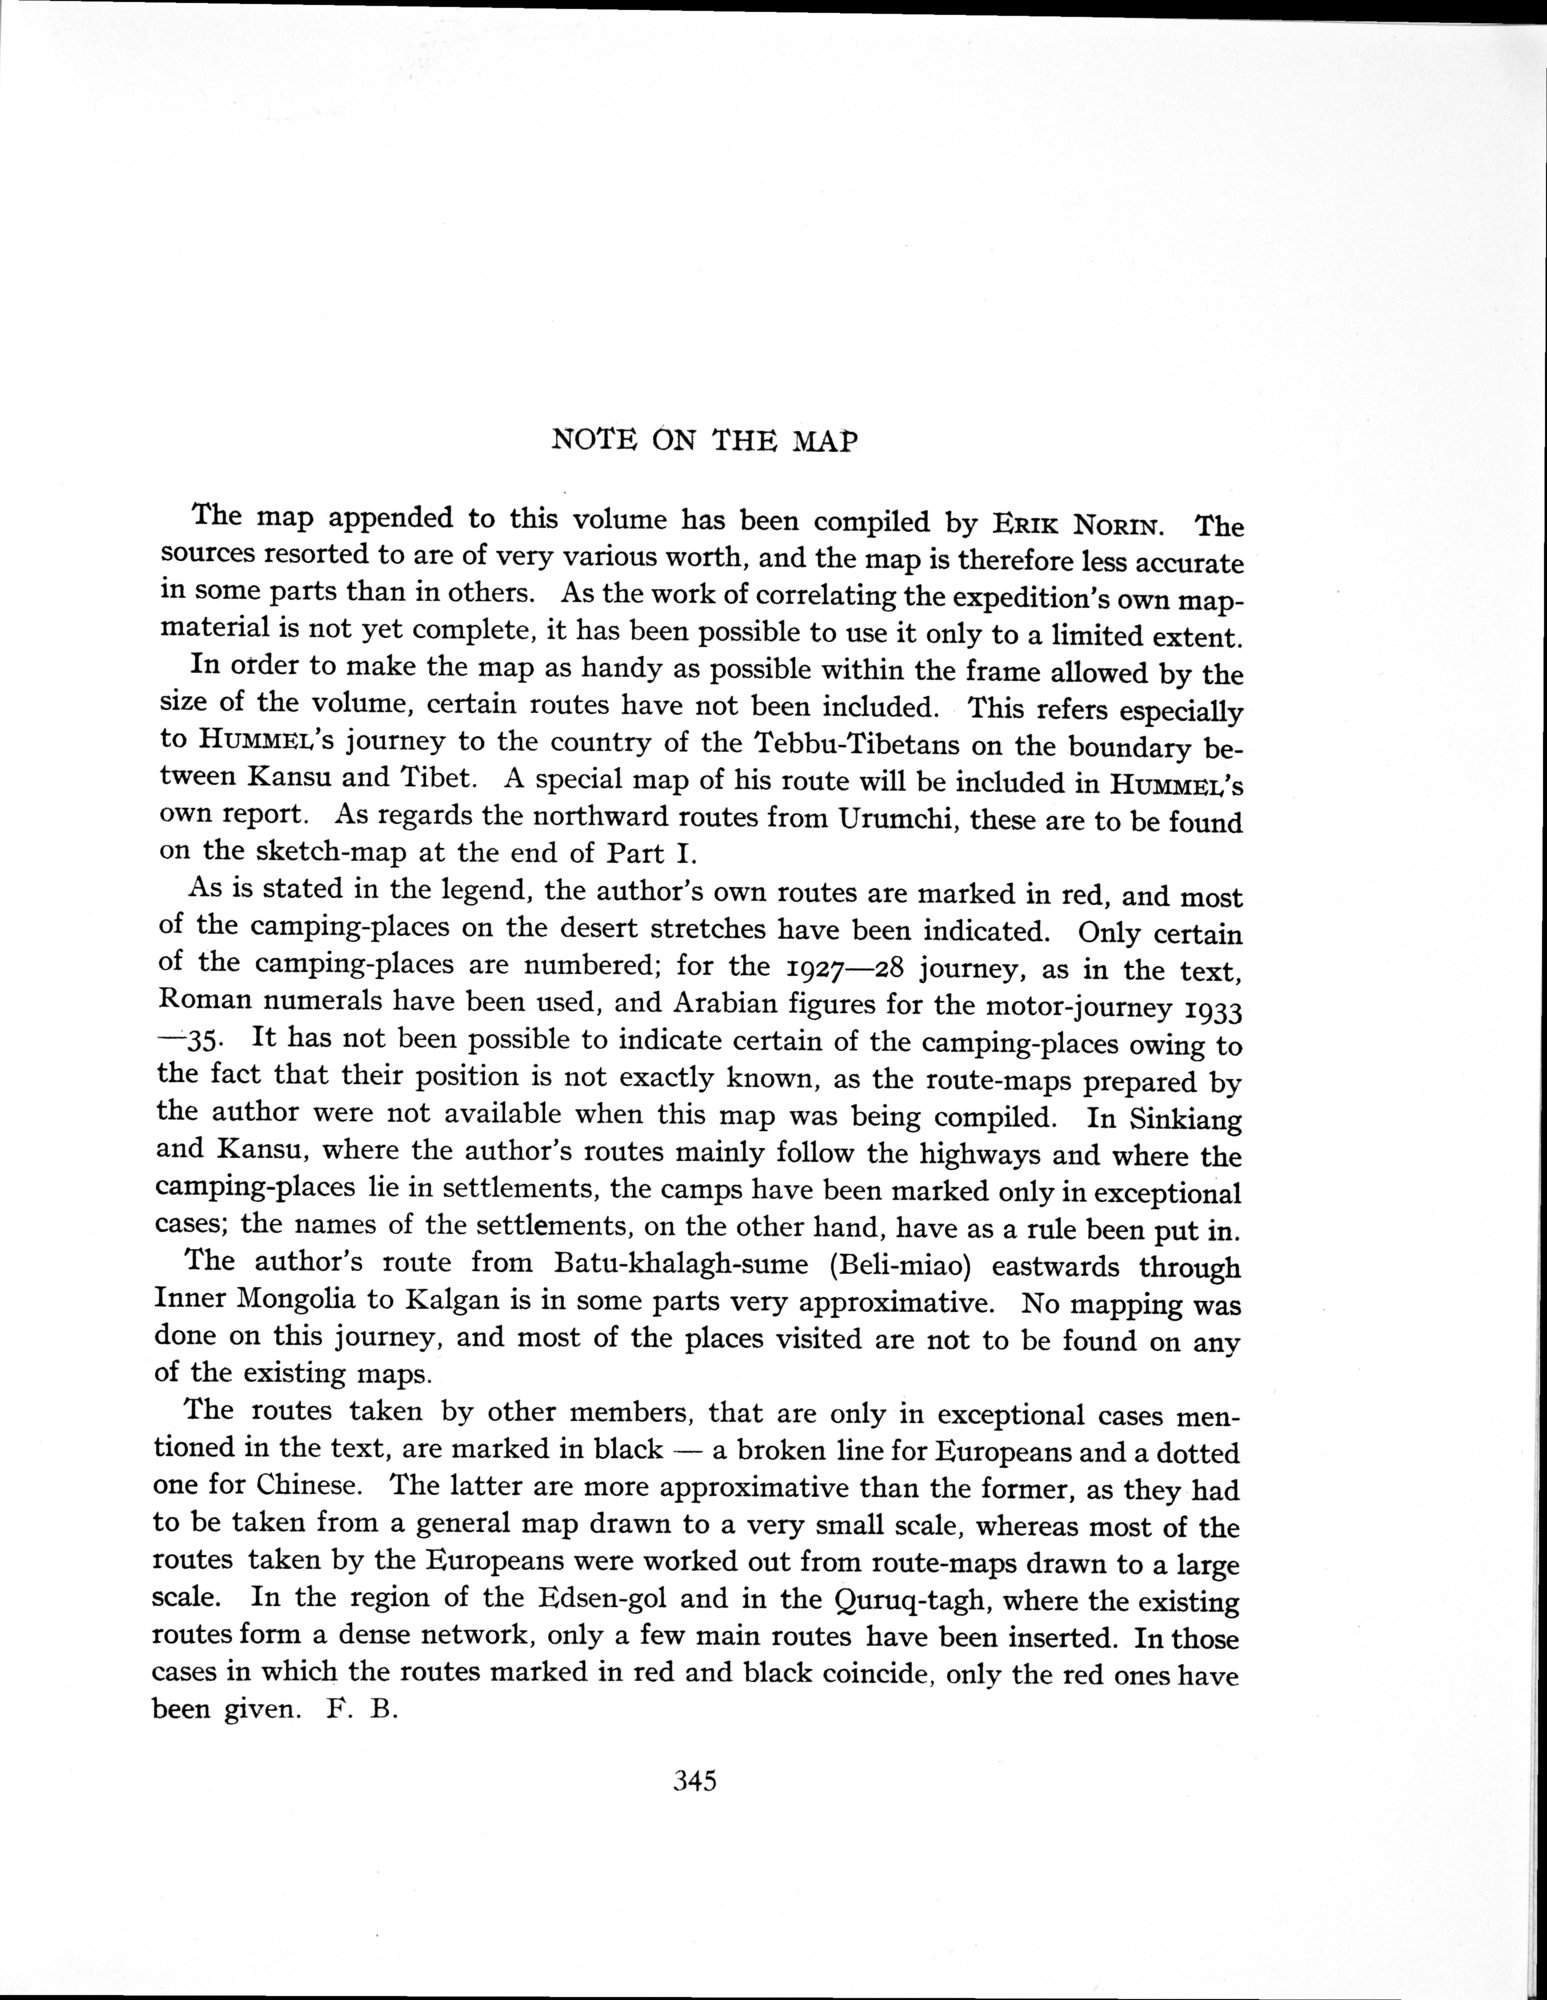 NOTE ON THE MAP
The map appended to this volume has been compiled by ERIK NORIN. The
sources resorted to are of very various worth, and the map is therefore less accurate
in some parts than in others. As the work of correlating the expedition's own map-
material is not yet complete, it has been possible to use it only to a limited extent.
In order to make the map as handy as possible within the frame allowed by the
size of the volume, certain routes have not been included. This refers especially
to HUMMEL's journey to the country of the Tebbu-Tibetans on the boundary be-
tween Kansu and Tibet. A special map of his route will be included in HUMMEL's
own report. As regards the northward routes from Urumchi, these are to be found
on the sketch-map at the end of Part I.
As is stated in the legend, the author's own routes are marked in red, and most
of the camping-places on the desert stretches have been indicated. Only certain
of the camping-places are numbered; for the 1927—28 journey, as in the text,
Roman numerals have been used, and Arabian figures for the motor-journey 1933
—35. It has not been possible to indicate certain of the camping-places owing to
the fact that their position is not exactly known, as the route-maps prepared by
the author were not available when this map was being compiled. In Sinkiang
and Kansu, where the author's routes mainly follow the highways and where the
camping-places lie in settlements, the camps have been marked only in exceptional
cases; the names of the settlements, on the other hand, have as a rule been put in.
The author's route from Batu-khalagh-sume (Beli-miao) eastwards through
Inner Mongolia to Kalgan is in some parts very approximative. No mapping was
done on this journey, and most of the places visited are not to be found on any
of the existing maps.
The routes taken by other members, that are only in exceptional cases men-
tioned in the text, are marked in black — a broken line for Europeans and a dotted
one for Chinese. The latter are more approximative than the former, as they had
to be taken from a general map drawn to a very small scale, whereas most of the
routes taken by the Europeans were worked out from route-maps drawn to a large
scale. In the region of the Edsen-gol and in the Quruq-tagh, where the existing
routes form a dense network, only a few main routes have been inserted. In those
cases in which the routes marked in red and black coincide, only the red ones have
been given. F. B.
345